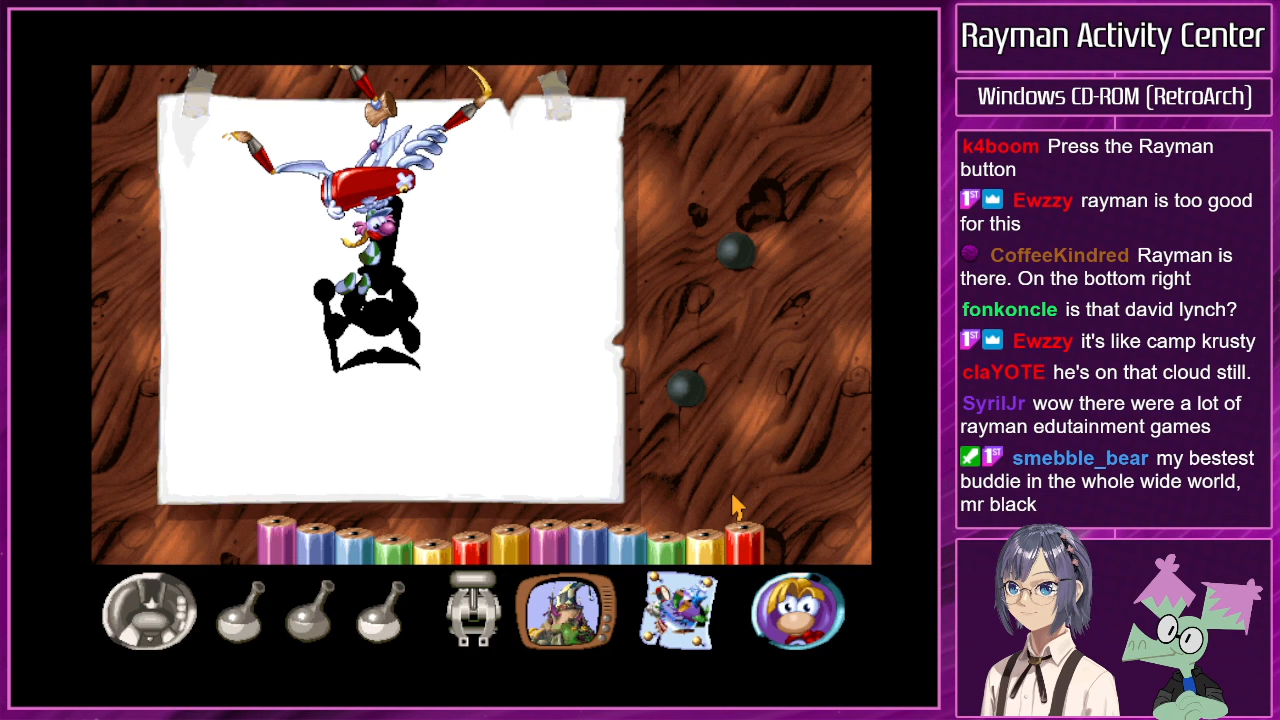 Rayman Activity Center
Windows CD-ROM (RetroArch)
k4boom Press the Rayman
button
1ST Ewzzy rayman is too good
for this
CoffeeKindred Rayman is
there. On the bottom right
fonkoncle is that david lynch?
1ST Ewzzy it's like camp krusty
claYOTE he's on that cloud still.
SyrilJr wow there were a lot of
rayman edutainment games
1ST smebble_bear my bestest
buddie in the whole wide world,
mr black